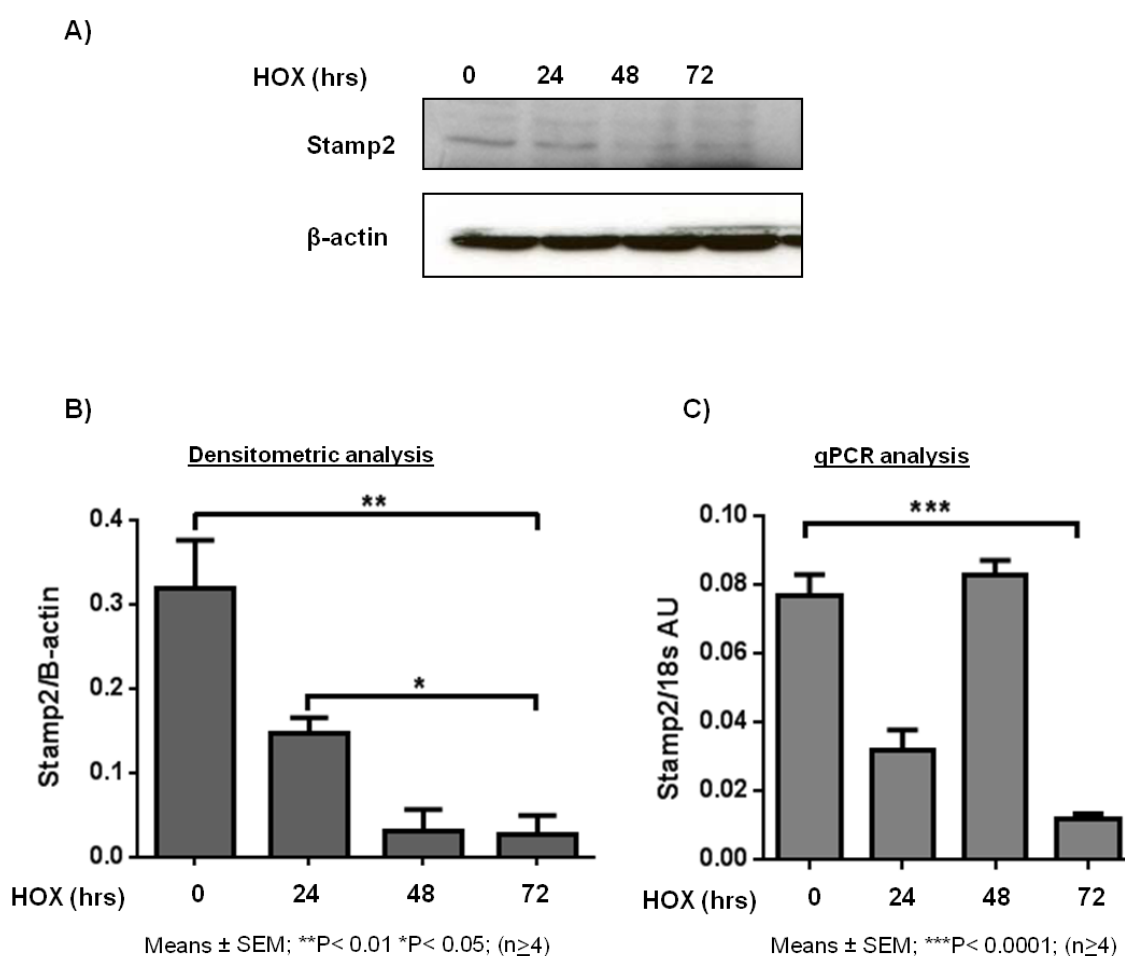 A)
HOX (hrs) 0 24 48 72
Stamp2
β-actin
B)
Densitometric analysis
**
*
0.4
0.3
0.2
0.1
0.0
Stamp2/B-actin
HOX (hrs) 0 24 48 72
Means ± SEM; **P< 0.01 *P< 0.05; (n≥4)
C)
qPCR analysis
***
0.10
0.08
0.06
0.04
0.02
0.00
Stamp2/18s AU
HOX (hrs) 0 24 48 72
Means ± SEM; ***P< 0.0001; (n≥4)